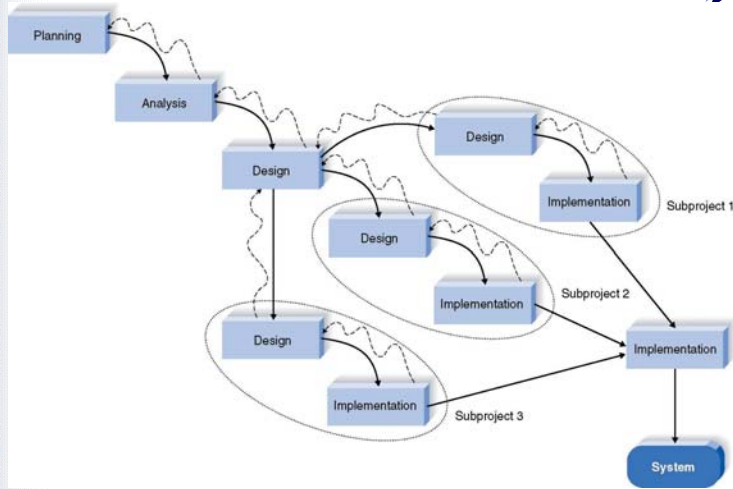 Planning
Analysis
Design
Design
Implementation
Subproject 1
Design
Implementation
Subproject 2
Design
Implementation
Subproject 3
Implementation
System